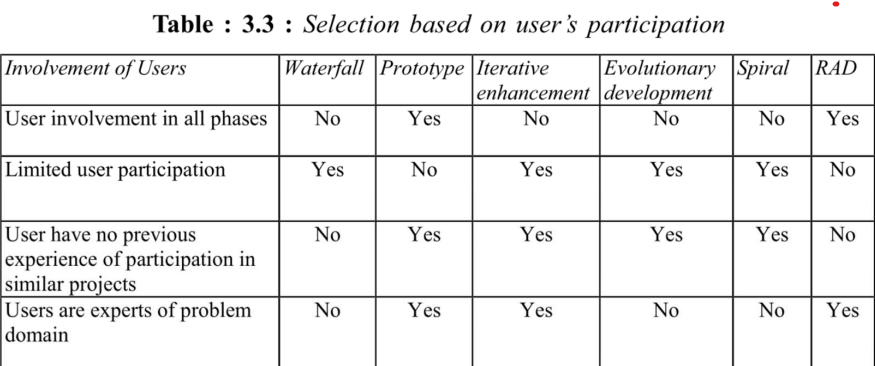 Table : 3.3 : Selection based on user's participation
Involvement of Users Waterfall Prototype Iterative enhancement Evolutionary development Spiral RAD
User involvement in all phases No Yes No No No Yes
Limited user participation Yes No Yes Yes Yes No
User have no previous experience of participation in similar projects No Yes Yes Yes Yes No
Users are experts of problem domain No Yes Yes No No Yes